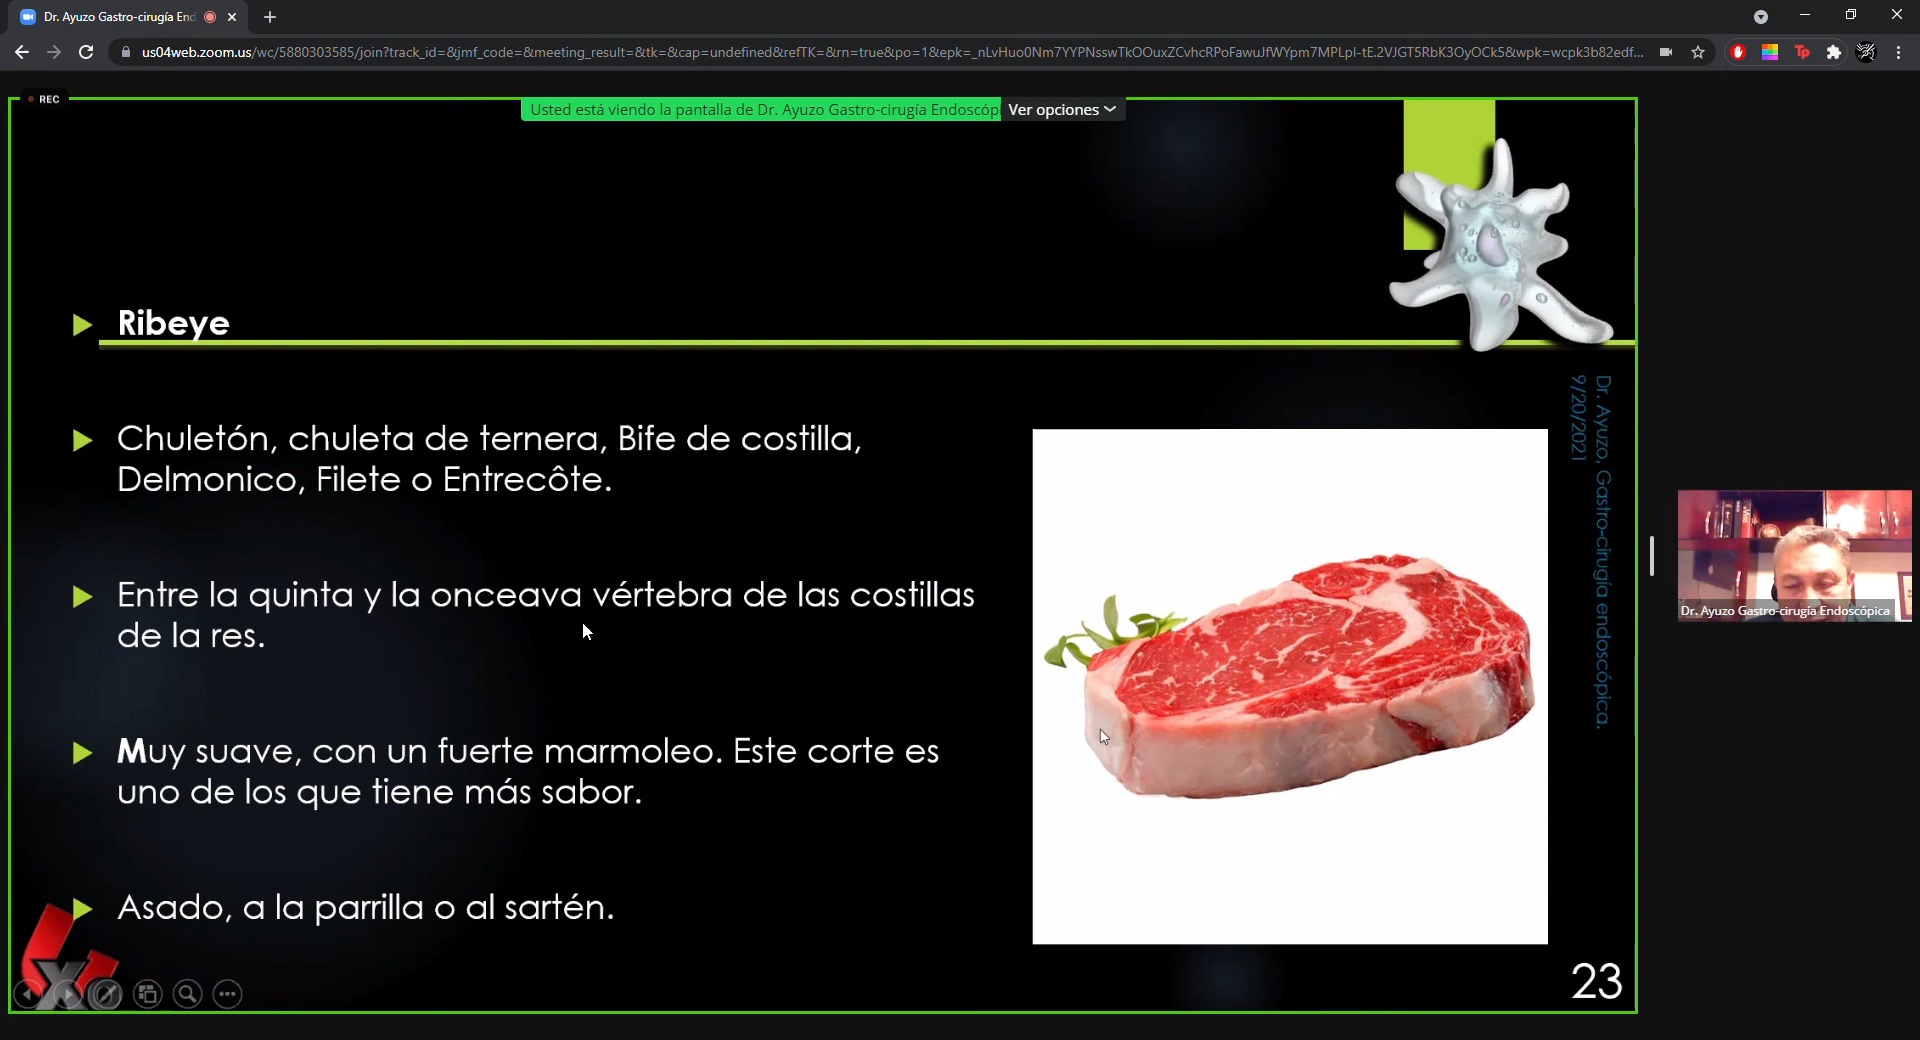 Dr. Ayuzo Gastro-cirugía End
us04web.zoom.us/wc/5880303585/join?track_id=&jmf_code=&meeting_result=&tk=&cap=undefined&refTK=&rn=true&po=1&epk=_nLvHuo0Nm7YYPNsswTkOOuxZCvhcRPoFawuJfWYpm7MPLpl-tE.2VJGT5RbK3OyOCk5&wpk=wcpk3b82edf...
REC
Usted está viendo la pantalla de Dr. Ayuzo Gastro-cirugía Endoscópi
Ver opciones
Ribeye
Chuletón, chuleta de ternera, Bife de costilla,
Delmonico, Filete o Entrecôte.
Entre la quinta y la onceava vértebra de las costillas
de la res.
Muy suave, con un fuerte marmoleo. Este corte es
uno de los que tiene más sabor.
Asado, a la parrilla o al sartén.
Dr. Ayuzo, Gastro-cirugía endoscópica.
9/20/2021
23
Dr. Ayuzo Gastro-cirugía Endoscópica